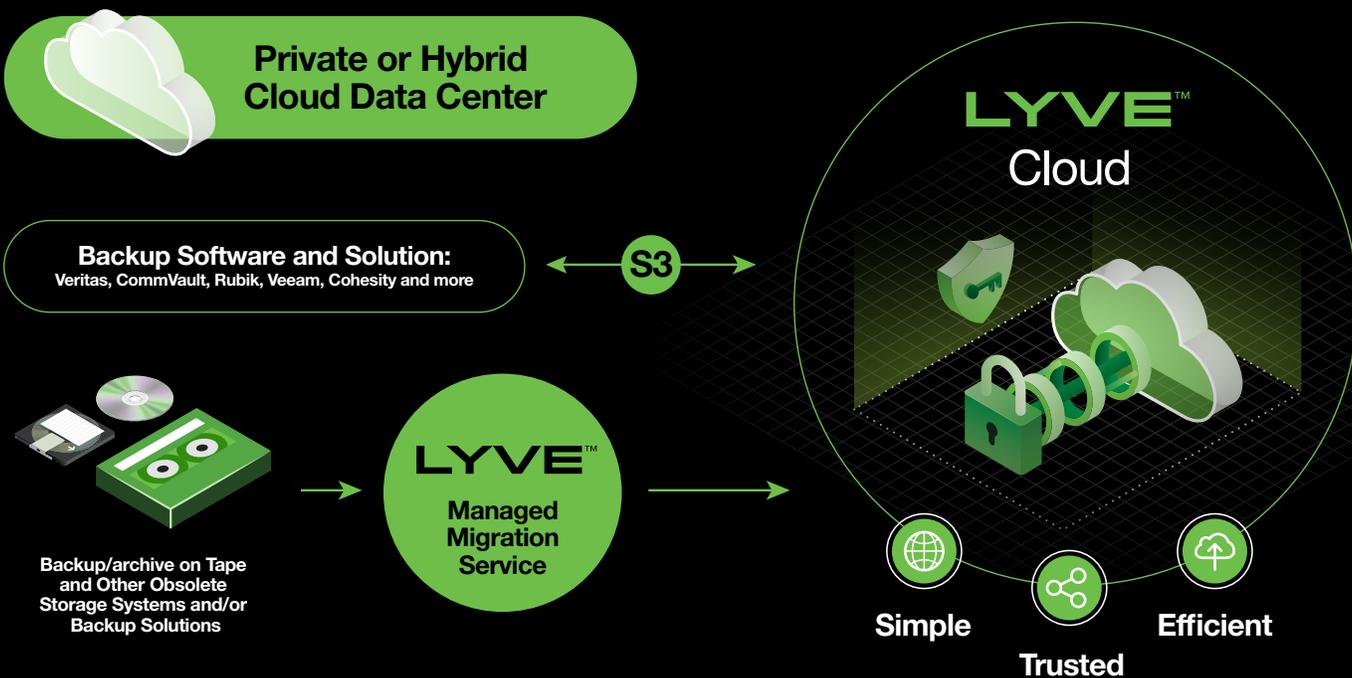 Private or Hybrid
Cloud Data Center
Backup Software and Solution:
Veritas, CommVault, Rubik, Veeam, Cohesity and more
S3
LYVE™
Cloud
Backup/archive on Tape
and Other Obsolete
Storage Systems and/or
Backup Solutions
LYVE™
Managed
Migration
Service
Simple
Trusted
Efficient